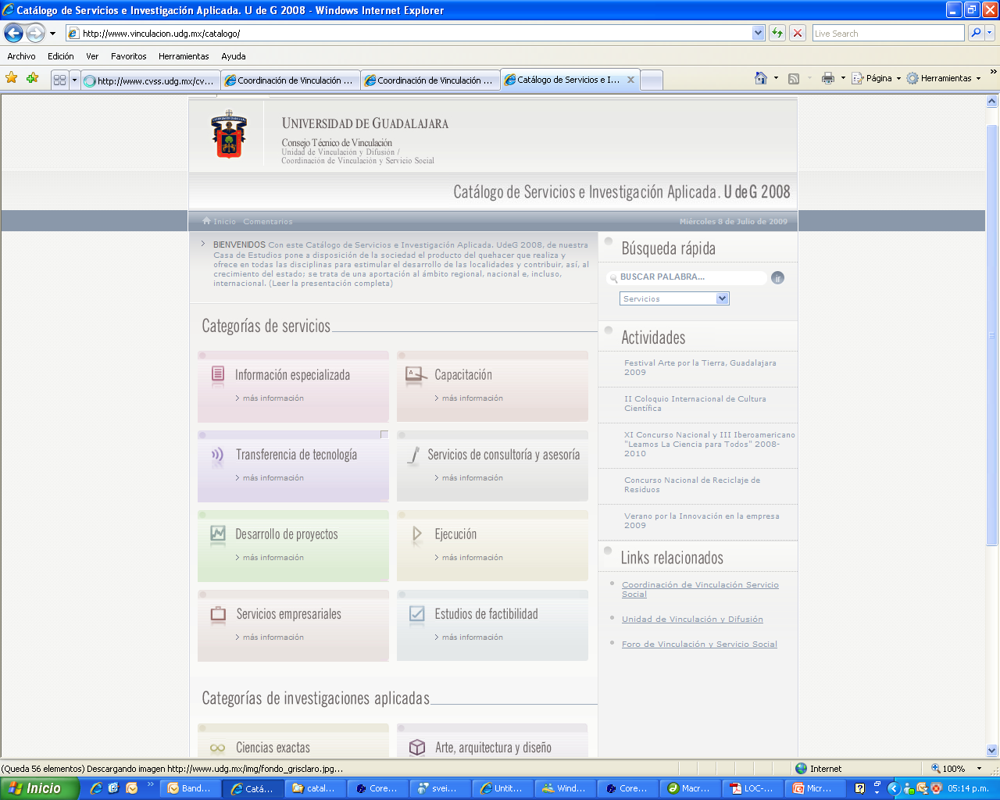 Catálogo de Servicios e Investigación Aplicada. U de G 2008 - Windows Internet Explorer
http://www.vinculacion.udg.mx/catalogo/
Live Search
Archivo Edición Ver Favoritos Herramientas Ayuda
http://www.cvss.udg.mx/cv...
Coordinación de Vinculación ...
Coordinación de Vinculación ...
Catálogo de Servicios e I...
Página
Herramientas
UNIVERSIDAD DE GUADALAJARA
Consejo Técnico de Vinculación
Unidad de Vinculación y Difusión /
Coordinación de Vinculación y Servicio Social
Catálogo de Servicios e Investigación Aplicada. U de G 2008
Inicio Comentarios
Miércoles 8 de Julio de 2009
BIENVENIDOS Con este Catálogo de Servicios e Investigación Aplicada. UdeG 2008, de nuestra
Casa de Estudios pone a disposición de la sociedad el producto del quehacer que realiza y
ofrece en todas las disciplinas para estimular el desarrollo de las localidades y contribuir, así, al
crecimiento del estado; se trata de una aportación al ámbito regional, nacional e, incluso,
internacional. (Leer la presentación completa)
Categorías de servicios
Información especializada
más información
Capacitación
más información
Transferencia de tecnología
más información
Servicios de consultoría y asesoría
más información
Desarrollo de proyectos
más información
Ejecución
más información
Servicios empresariales
más información
Estudios de factibilidad
más información
Categorías de investigaciones aplicadas
Ciencias exactas
Arte, arquitectura y diseño
Búsqueda rápida
BUSCAR PALABRA...
ir
Servicios
Actividades
Festival Arte por la Tierra, Guadalajara
2009
II Coloquio Internacional de Cultura
Científica
XI Concurso Nacional y III Iberoamericano
"Leamos La Ciencia para Todos" 2008-
2010
Concurso Nacional de Reciclaje de
Residuos
Verano por la Innovación en la empresa
2009
Links relacionados
Coordinación de Vinculación Servicio
Social
Unidad de Vinculación y Difusión
Foro de Vinculación y Servicio Social
(Queda 56 elementos) Descargando imagen http://www.udg.mx/img/fondo_grisclaro.jpg...
Internet
100%
Inicio
Band...
Catá...
catal...
Core...
svei...
Untit...
Wind...
Core...
Macr...
LOC-...
Micr...
05:14 p.m.